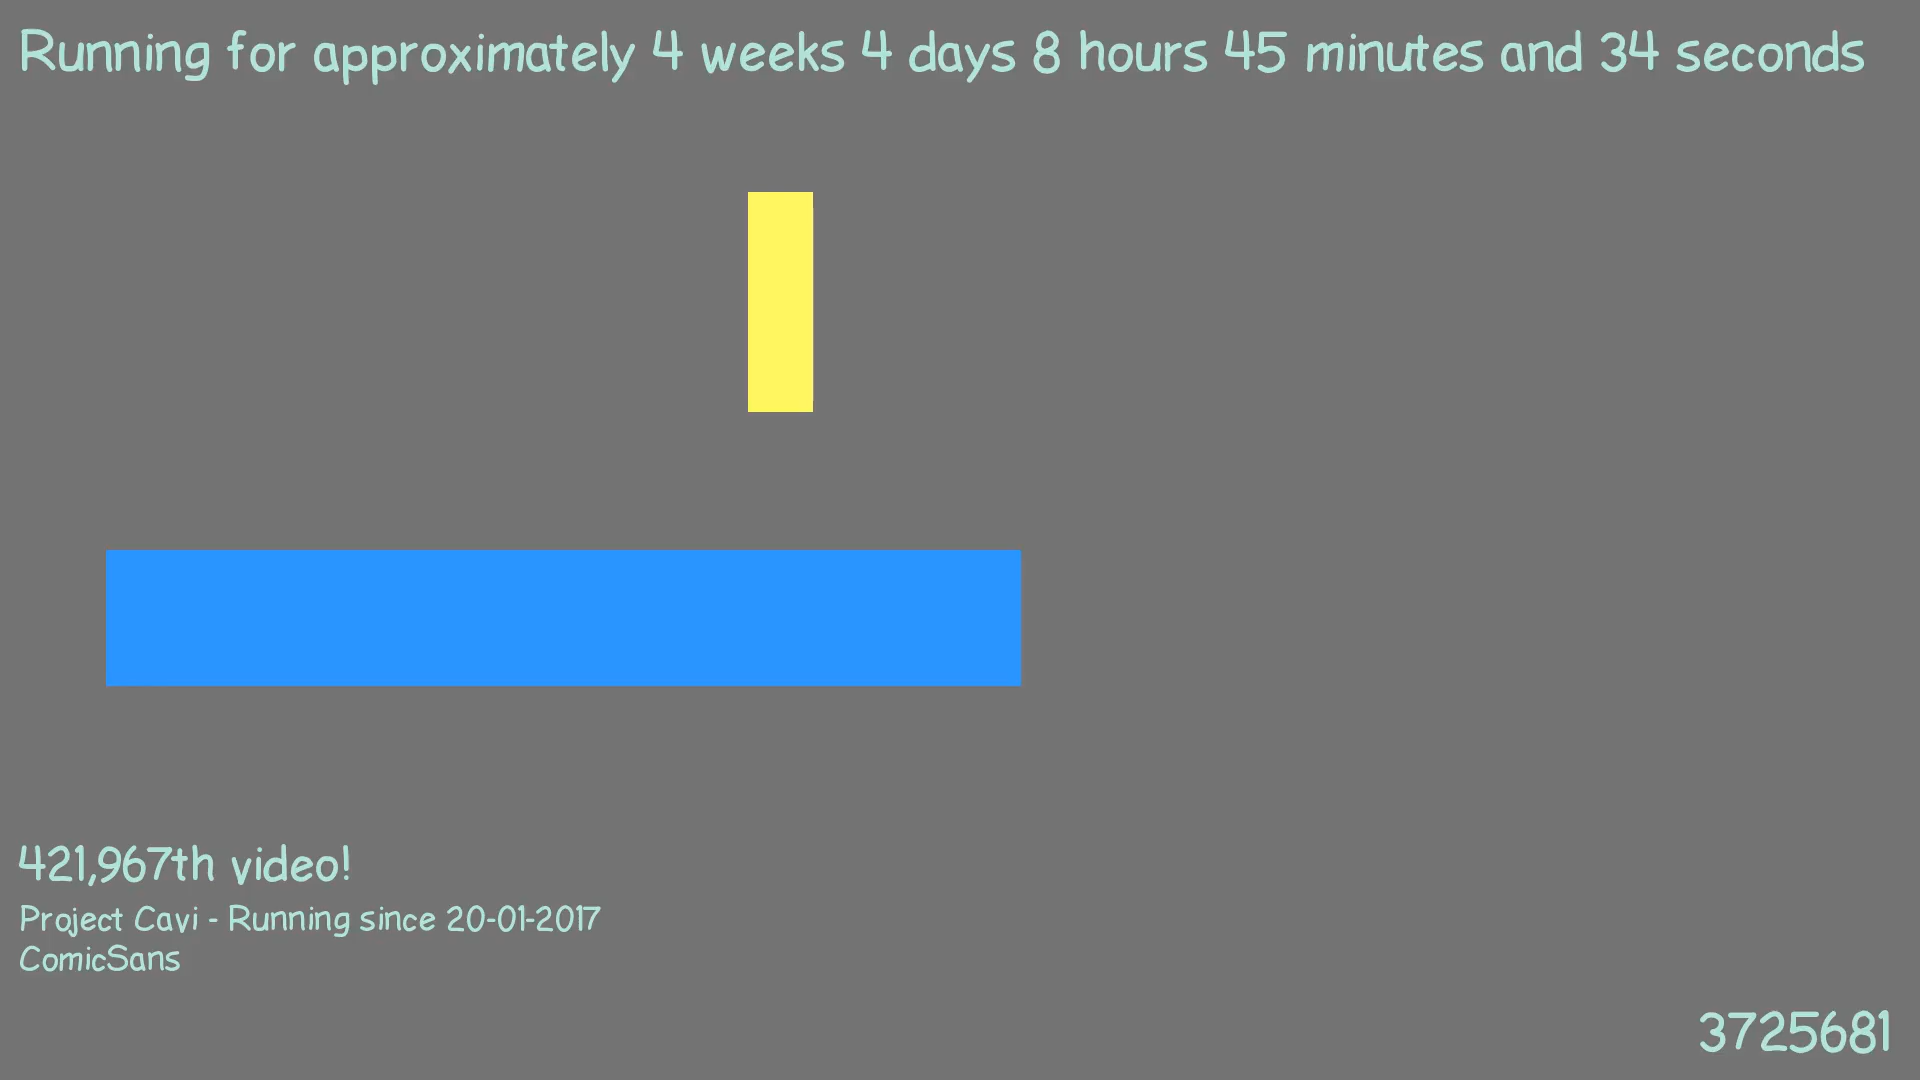 Running for approximately 4 weeks 4 days 8 hours 45 minutes and 34 seconds
421,967th video!
Project Cavi - Running since 20-01-2017
ComicSans
3725681